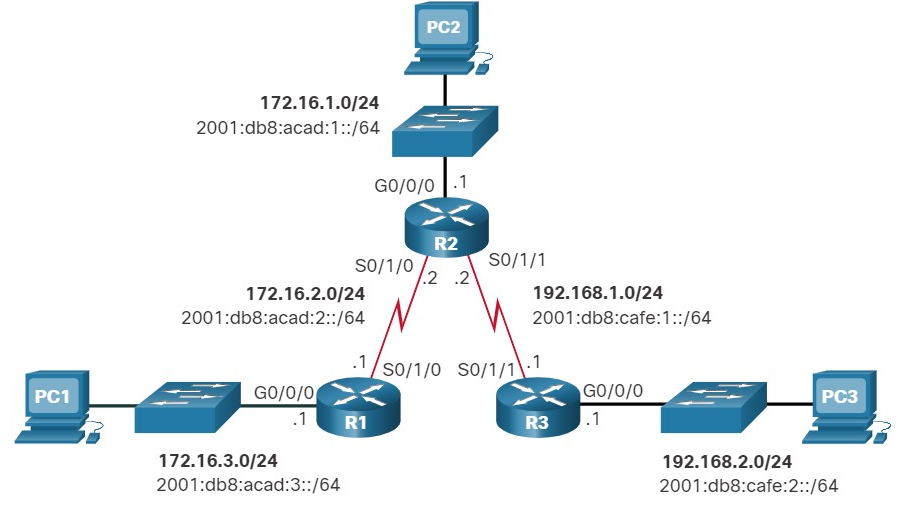 PC2
172.16.1.0/24
2001:db8:acad:1::/64
G0/0/0
.1
R2
S0/1/0
S0/1/1
.2
.2
172.16.2.0/24
2001:db8:acad:2::/64
192.168.1.0/24
2001:db8:cafe:1::/64
.1
S0/1/0
S0/1/1
.1
PC1
G0/0/0
.1
R1
R3
G0/0/0
.1
PC3
172.16.3.0/24
2001:db8:acad:3::/64
192.168.2.0/24
2001:db8:cafe:2::/64